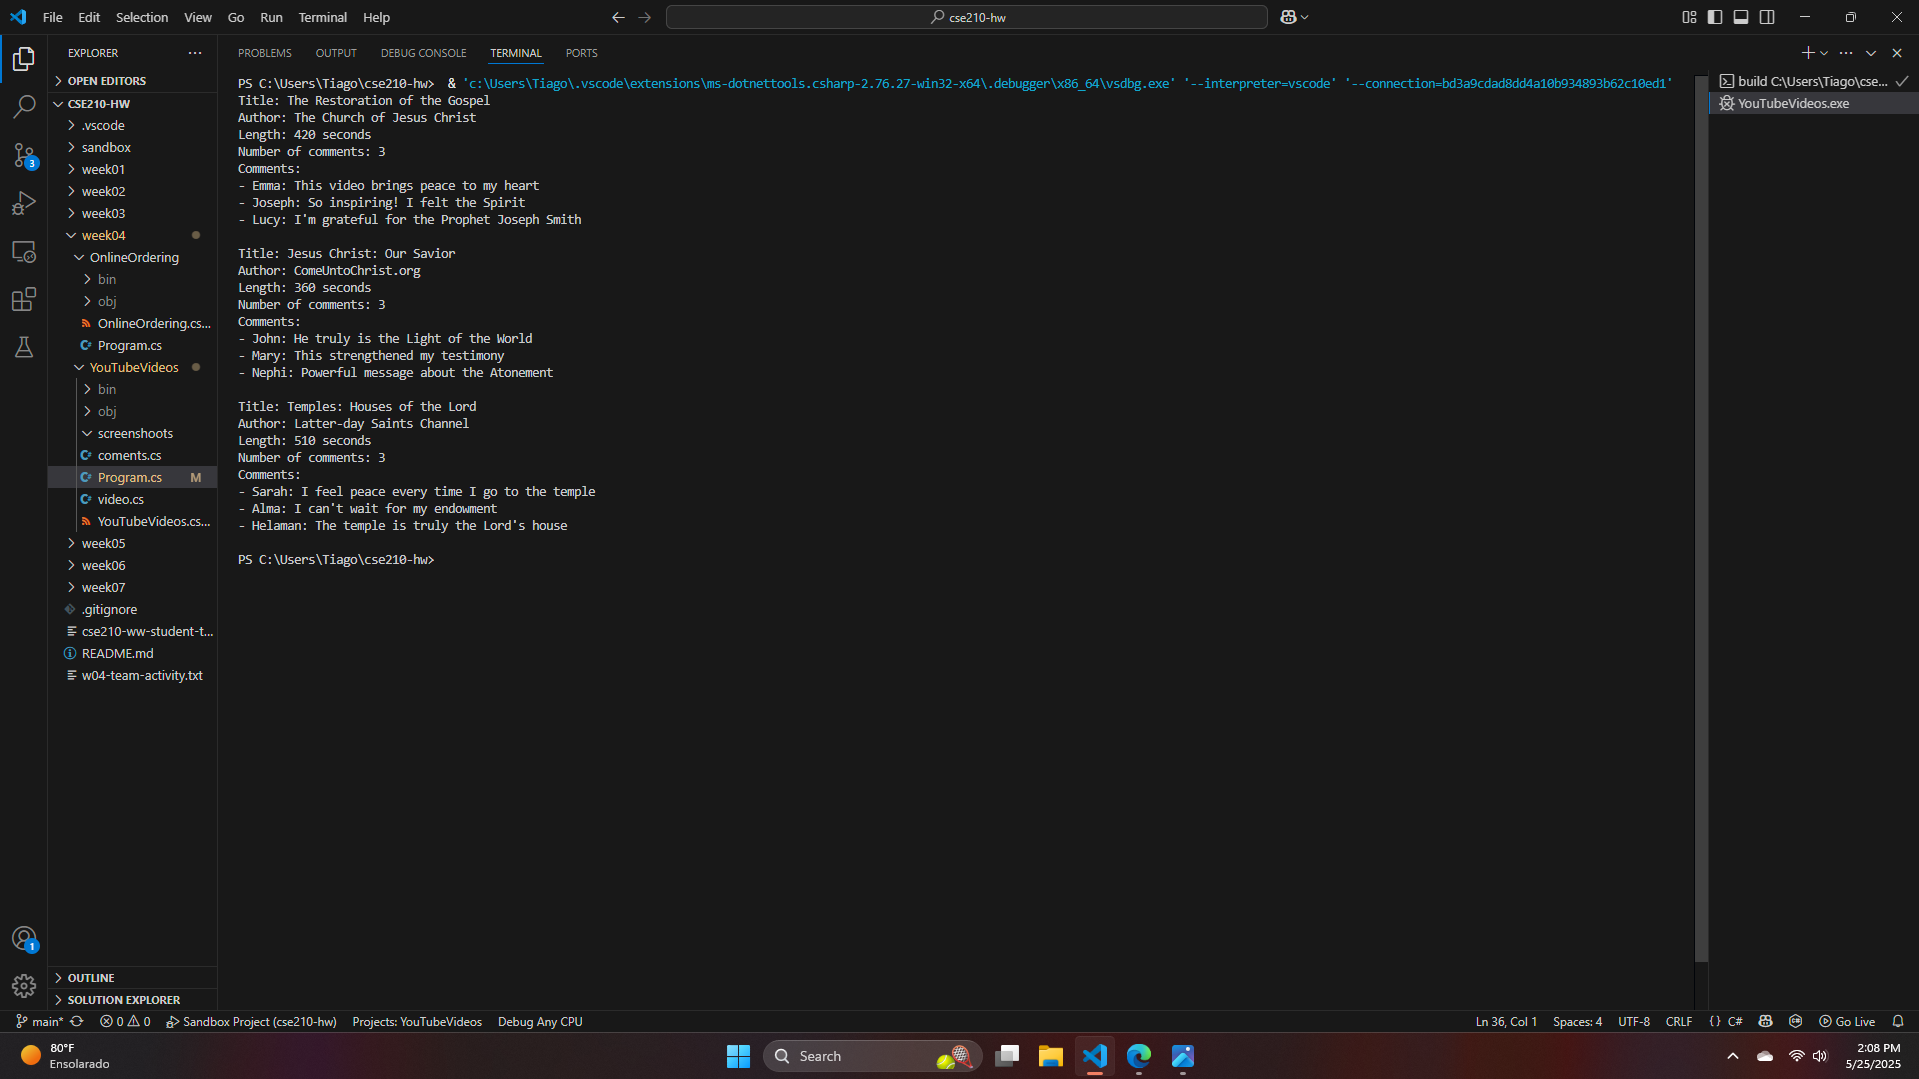 File Edit Selection View Go Run Terminal Help
cse210-hw
EXPLORER
OPEN EDITORS
CSE210-HW
.vscode
sandbox
week01
week02
week03
week04
OnlineOrdering
bin
obj
OnlineOrdering.cs...
Program.cs
YouTubeVideos
bin
obj
screenshoots
coments.cs
Program.cs M
video.cs
YouTubeVideos.cs...
week05
week06
week07
.gitignore
cse210-ww-student-t...
README.md
w04-team-activity.txt
OUTLINE
SOLUTION EXPLORER
3
1
PROBLEMS OUTPUT DEBUG CONSOLE TERMINAL PORTS
PS C:\Users\Tiago\cse210-hw>  & 'c:\Users\Tiago\.vscode\extensions\ms-dotnettools.csharp-2.76.27-win32-x64\.debugger\x86_64\vsdbg.exe' '--interpreter=vscode' '--connection=bd3a9cdad8dd4a10b934893b62c10ed1'
Title: The Restoration of the Gospel
Author: The Church of Jesus Christ
Length: 420 seconds
Number of comments: 3
Comments:
- Emma: This video brings peace to my heart
- Joseph: So inspiring! I felt the Spirit
- Lucy: I'm grateful for the Prophet Joseph Smith
Title: Jesus Christ: Our Savior
Author: ComeUntoChrist.org
Length: 360 seconds
Number of comments: 3
Comments:
- John: He truly is the Light of the World
- Mary: This strengthened my testimony
- Nephi: Powerful message about the Atonement
Title: Temples: Houses of the Lord
Author: Latter-day Saints Channel
Length: 510 seconds
Number of comments: 3
Comments:
- Sarah: I feel peace every time I go to the temple
- Alma: I can't wait for my endowment
- Helaman: The temple is truly the Lord's house
PS C:\Users\Tiago\cse210-hw>
build C:\Users\Tiago\cse...
YouTubeVideos.exe
main* 0 0 Sandbox Project (cse210-hw) Projects: YouTubeVideos Debug Any CPU
Ln 36, Col 1 Spaces: 4 UTF-8 CRLF {} C# Go Live
80°F
Ensolarado
Search
2:08 PM
5/25/2025